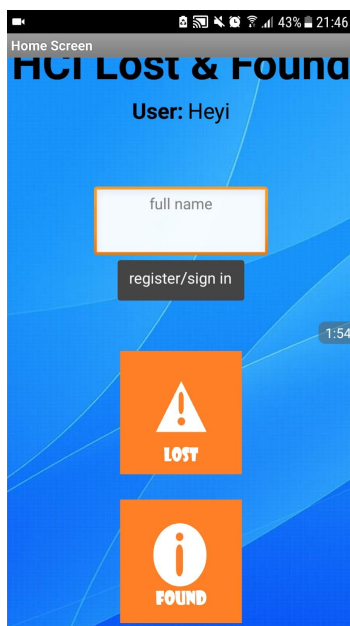 43% 21:46
Home Screen
HCI Lost & Found
User: Heyi
full name
register/sign in
1:54
LOST
FOUND